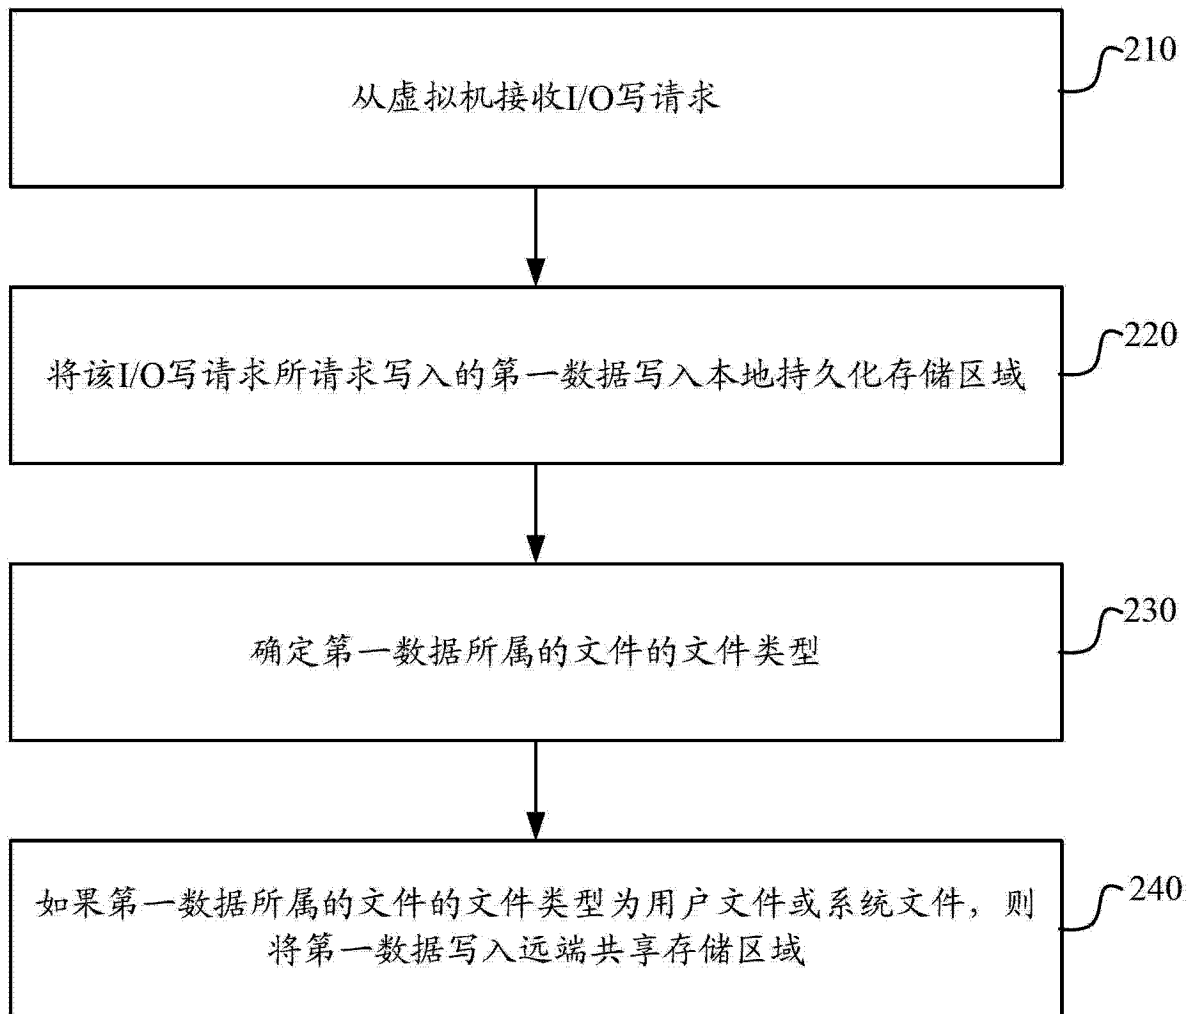 从虚拟机接收I/O写请求
210
将该I/O写请求所请求写入的第一数据写入本地持久化存储区域
220
确定第一数据所属的文件的文件类型
230
如果第一数据所属的文件的文件类型为用户文件或系统文件，则
将第一数据写入远端共享存储区域
240